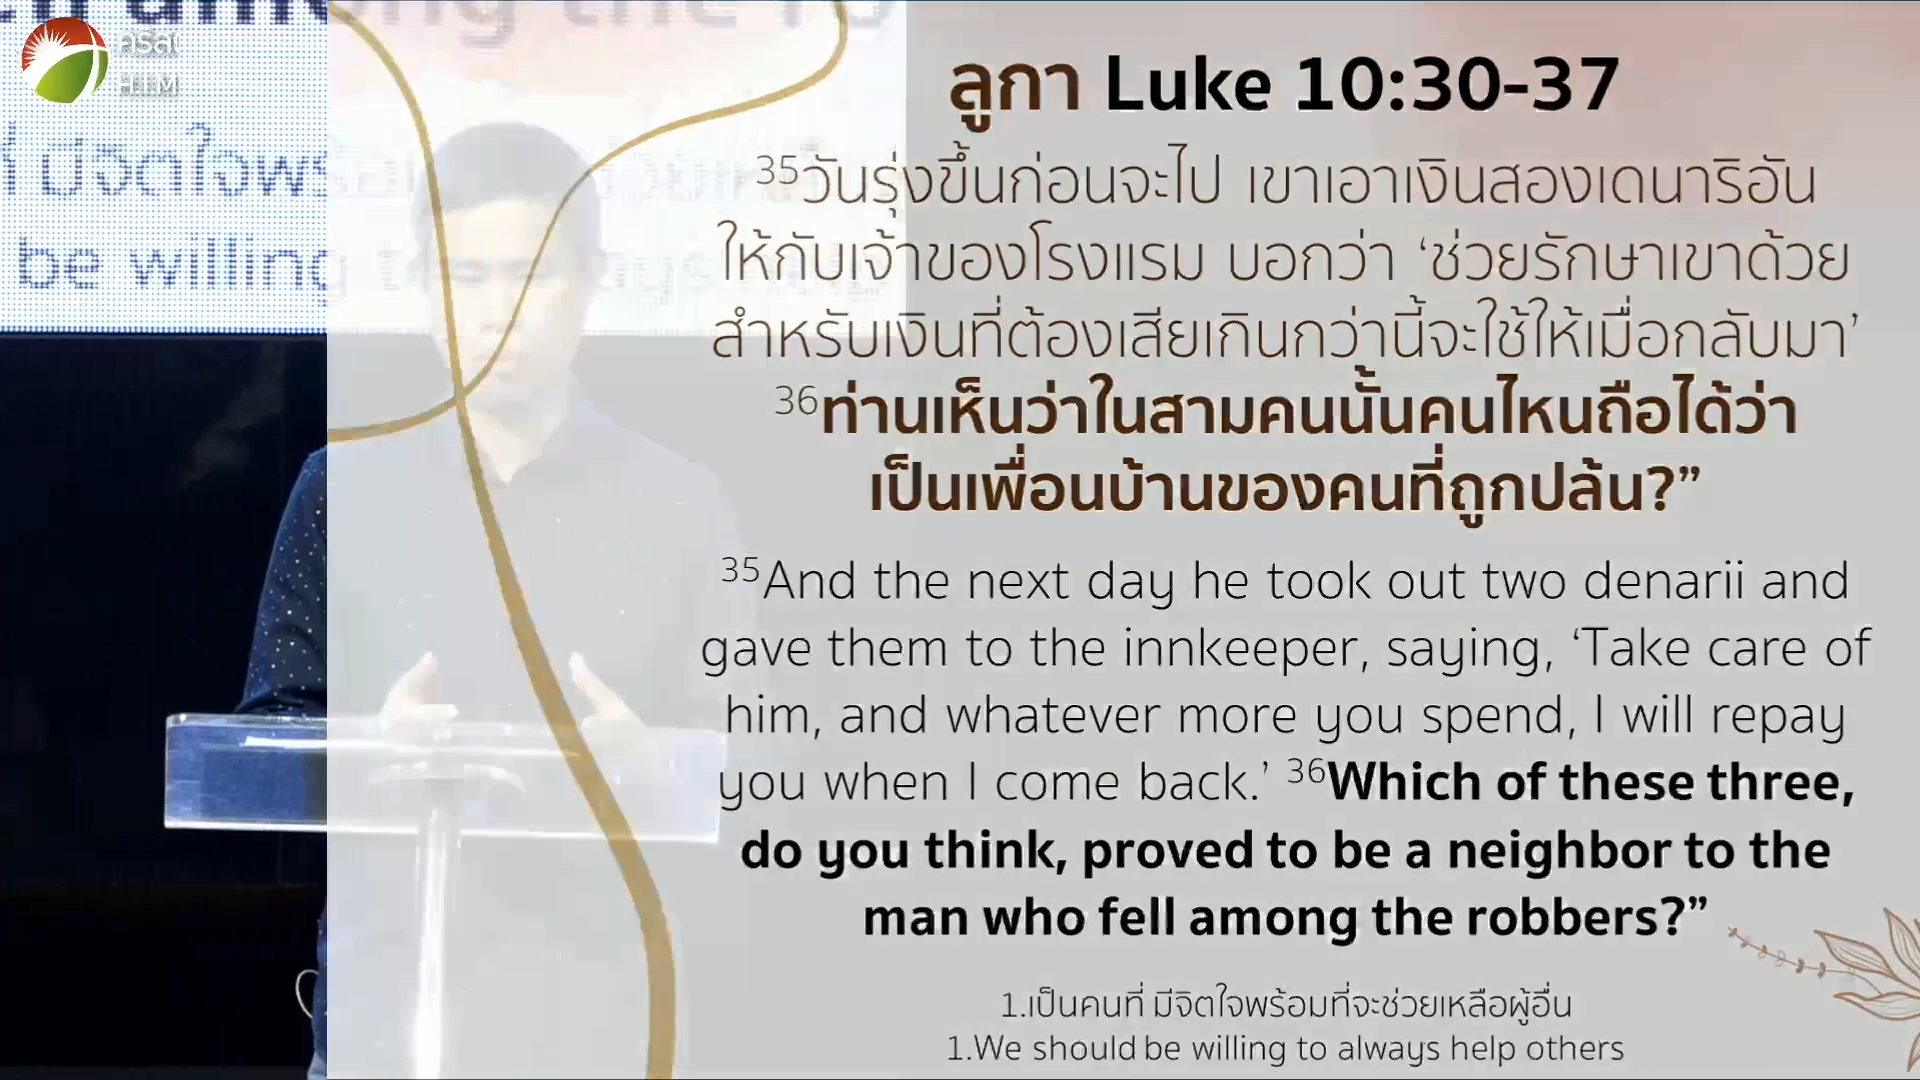 ลูกา Luke 10:30-37
35วันรุ่งขึ้นก่อนจะไป เขาเอาเงินสองเดนาริอัน
ให้กับเจ้าของโรงแรม บอกว่า ‘ช่วยรักษาเขาด้วย
สำหรับเงินที่ต้องเสียเกินกว่านี้จะใช้ให้เมื่อกลับมา’
36ท่านเห็นว่าในสามคนนั้นคนไหนถือได้ว่า
เป็นเพื่อนบ้านของคนที่ถูกปล้น?”
35And the next day he took out two denarii and
gave them to the innkeeper, saying, ‘Take care of
him, and whatever more you spend, I will repay
you when I come back.’ 36Which of these three,
do you think, proved to be a neighbor to the
man who fell among the robbers?”
1.เป็นคนที่ มีจิตใจพร้อมที่จะช่วยเหลือผู้อื่น
1.We should be willing to always help others
among the
มีจิตใจ
be willing